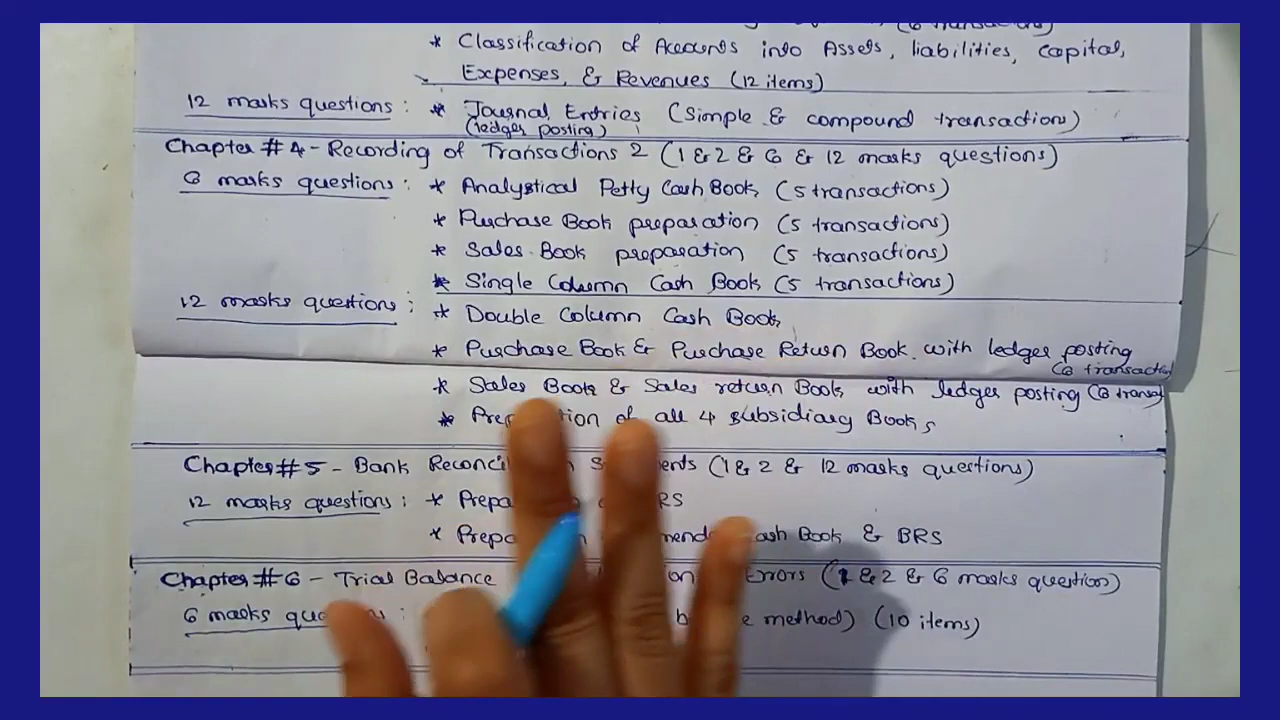 * Classification of Accounts into Assets, liabilities, Capital,
Expenses, & Revenues (12 items)
12 marks questions : * Journal Entries (Simple & compound transaction)
(ledger posting)
Chapter #4 - Recording of Transactions 2 (1 & 2 & 6 & 12 marks questions)
6 marks questions : * Analytical Petty Cash Book (5 transactions)
* Purchase Book preparation (5 transactions)
* Sales Book preparation (5 transactions)
* Single Column Cash Book (5 transactions)
12 marks questions : * Double Column Cash Book
* Purchase Book & Purchase Return Book with ledger posting
* Sales Book & Sales return Book with ledger posting
* all 4 subsidiary Books
Chapter #5 - Bank (1 & 2 & 12 marks questions)
12 marks questions : *
* Cash Book & BRS
Chapter #6 - Trial Balance Errors (1 & 2 & 6 marks question)
6 marks : method) (10 items)